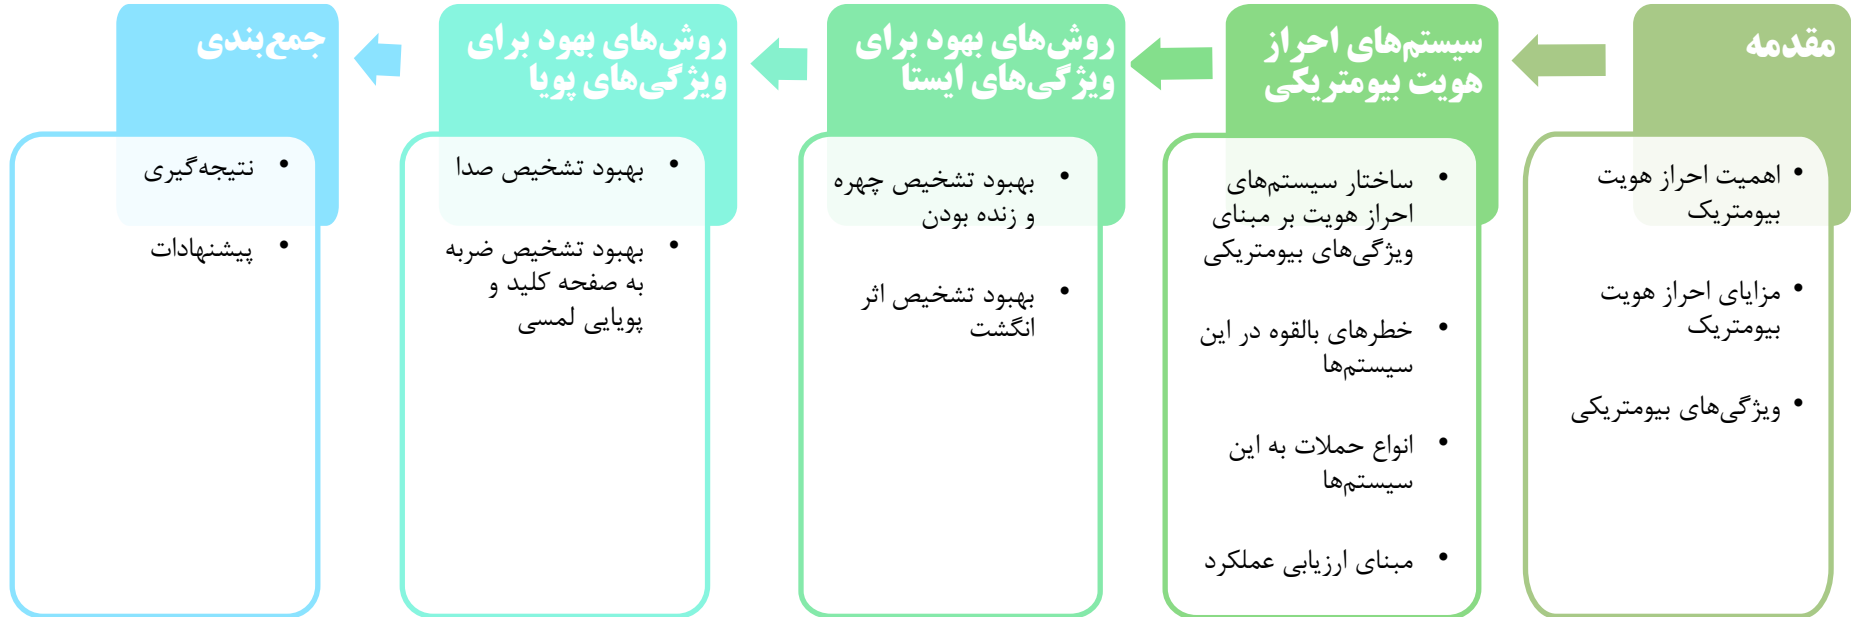 مقدمه
• اهمیت احراز هویت
بیومتریک
• مزایای احراز هویت
بیومتریک
• ویژگی‌های بیومتریکی
سیستم‌های احراز
هویت بیومتریکی
• ساختار سیستم‌های
احراز هویت بر مبنای
ویژگی‌های بیومتریکی
• خطرهای بالقوه در این
سیستم‌ها
• انواع حملات به این
سیستم‌ها
• مبنای ارزیابی عملکرد
روش‌های بهود برای
ویژگی‌های ایستا
• بهبود تشخیص چهره
و زنده بودن
• بهبود تشخیص اثر
انگشت
روش‌های بهود برای
ویژگی‌های پویا
• بهبود تشخیص صدا
• بهبود تشخیص ضربه
به صفحه کلید و
پویایی لمسی
جمع‌بندی
• نتیجه‌گیری
• پیشنهادات